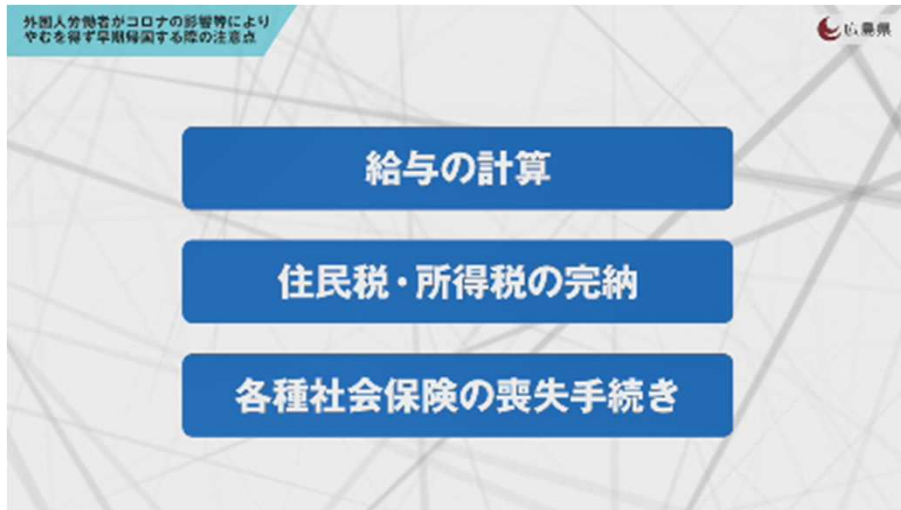 外国人労働者がコロナの影響等により
やむを得ず早期帰国する際の注意点
広島県
給与の計算
住民税・所得税の完納
各種社会保険の喪失手続き